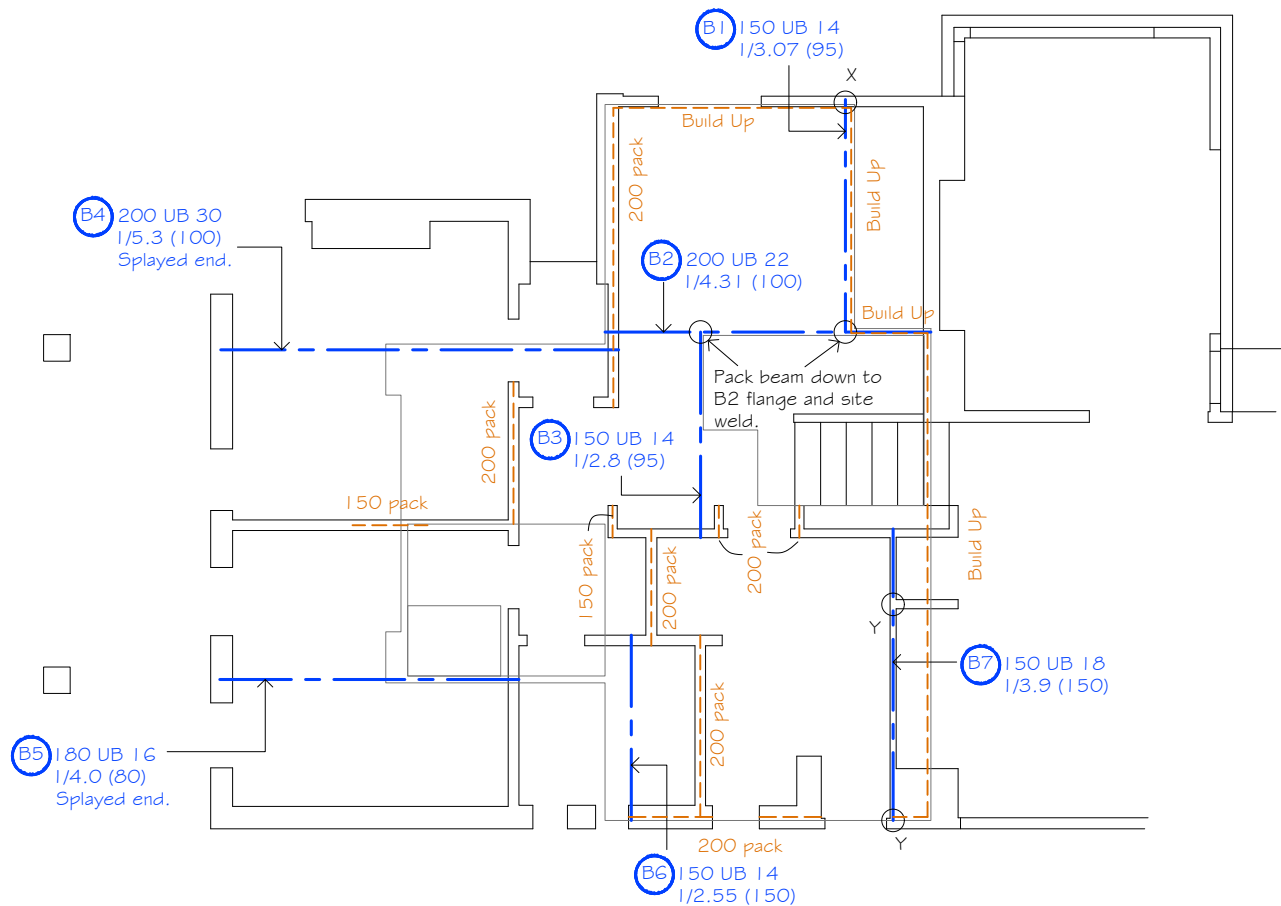 B1 150 UB 14
1/3.07 (95)
X
Build Up
200 pack
Build Up
B4 200 UB 30
1/5.3 (100)
Splayed end.
B2 200 UB 22
1/4.31 (100)
Build Up
Pack beam down to
B2 flange and site
weld.
B3 150 UB 14
1/2.8 (95)
200 pack
150 pack
150 pack
200 pack
200 pack
Build Up
Y
B7 150 UB 18
1/3.9 (150)
200 pack
B5 180 UB 16
1/4.0 (80)
Splayed end.
Y
200 pack
B6 150 UB 14
1/2.55 (150)